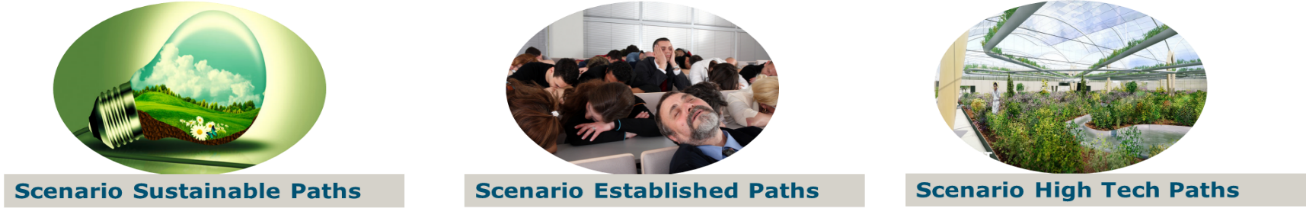 Scenario Sustainable Paths
Scenario Established Paths
Scenario High Tech Paths